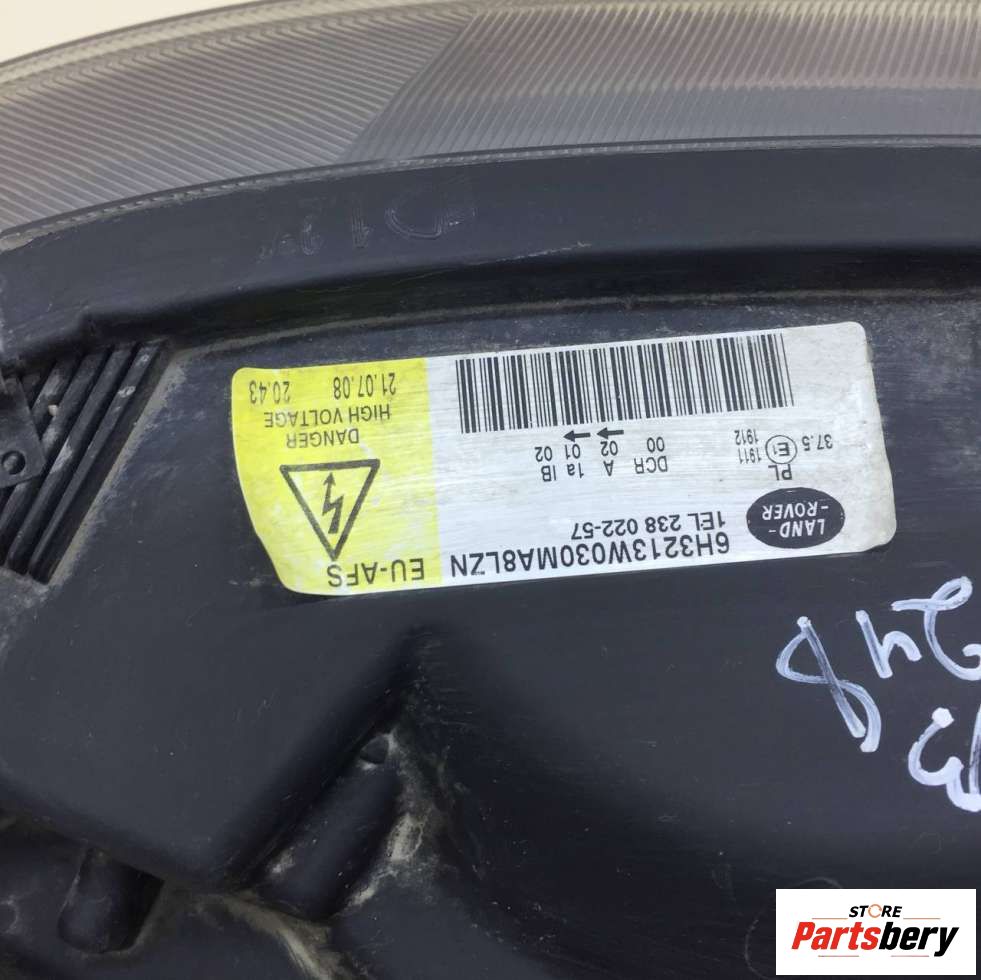 LAND-
-ROVER
6H3213W030MA8LZN
1EL 238 022-57
EU-AFS
PL
E1
1911
1912
37.5
DCR A 1a IB
00 02 01 02
DANGER
HIGH VOLTAGE
21.07.08 20.43
248
STORE
Partsbery